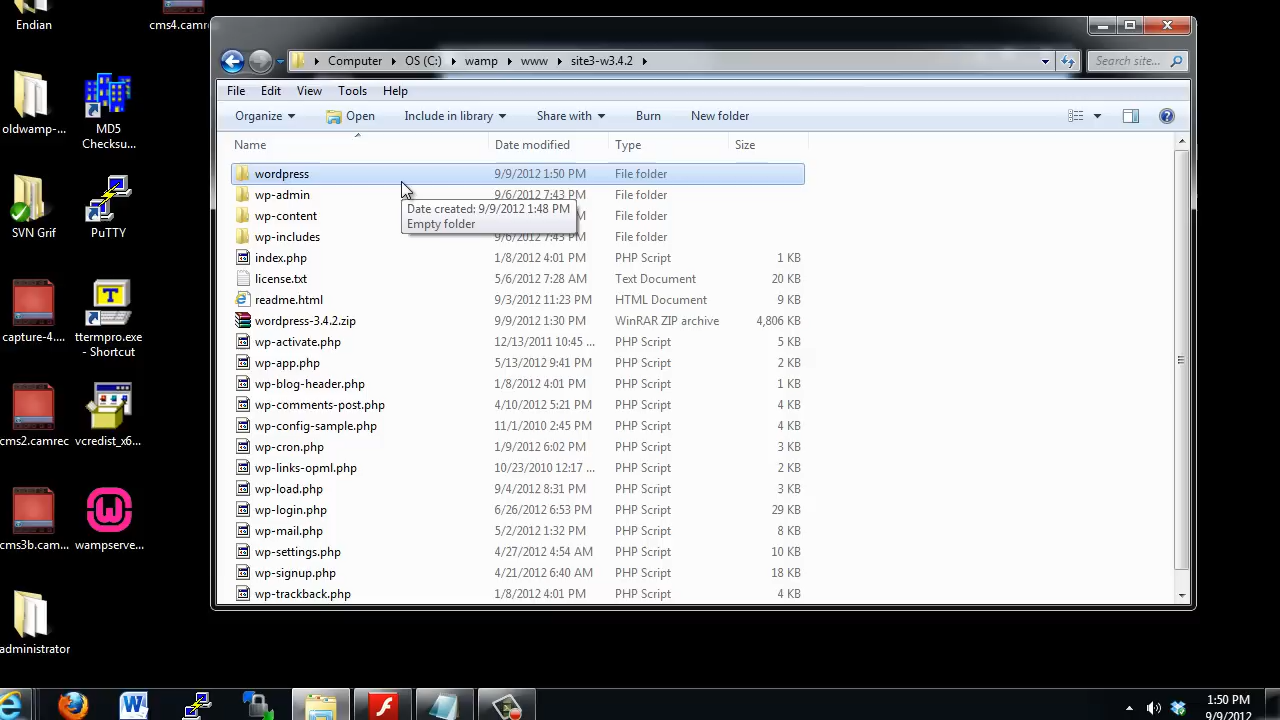 Endian
cms4.camr
oldwamp-...
MD5
Checksu...
SVN Grif
PuTTY
capture-4....
ttermpro.exe
- Shortcut
cms2.camrec
vcredist_x6...
cms3b.cam...
wampserve...
administrator
Computer OS (C:) wamp www site3-w3.4.2
Search site...
File Edit View Tools Help
Organize Open Include in library Share with Burn New folder
Name Date modified Type Size
wordpress 9/9/2012 1:50 PM File folder
wp-admin 9/6/2012 7:43 PM File folder
Date created: 9/9/2012 1:48 PM
Empty folder
wp-content File folder
wp-includes 9/6/2012 7:43 PM File folder
index.php 1/8/2012 4:01 PM PHP Script 1 KB
license.txt 5/6/2012 7:28 AM Text Document 20 KB
readme.html 9/3/2012 11:23 PM HTML Document 9 KB
wordpress-3.4.2.zip 9/9/2012 1:30 PM WinRAR ZIP archive 4,806 KB
wp-activate.php 12/13/2011 10:45 ... PHP Script 5 KB
wp-app.php 5/13/2012 9:41 PM PHP Script 2 KB
wp-blog-header.php 1/8/2012 4:01 PM PHP Script 1 KB
wp-comments-post.php 4/10/2012 5:21 PM PHP Script 4 KB
wp-config-sample.php 11/1/2010 2:45 PM PHP Script 4 KB
wp-cron.php 1/9/2012 6:02 PM PHP Script 3 KB
wp-links-opml.php 10/23/2010 12:17 ... PHP Script 2 KB
wp-load.php 9/4/2012 8:31 PM PHP Script 3 KB
wp-login.php 6/26/2012 6:53 PM PHP Script 29 KB
wp-mail.php 5/2/2012 1:32 PM PHP Script 8 KB
wp-settings.php 4/27/2012 4:54 AM PHP Script 10 KB
wp-signup.php 4/21/2012 6:40 AM PHP Script 18 KB
wp-trackback.php 1/8/2012 4:01 PM PHP Script 4 KB
1:50 PM
9/9/2012